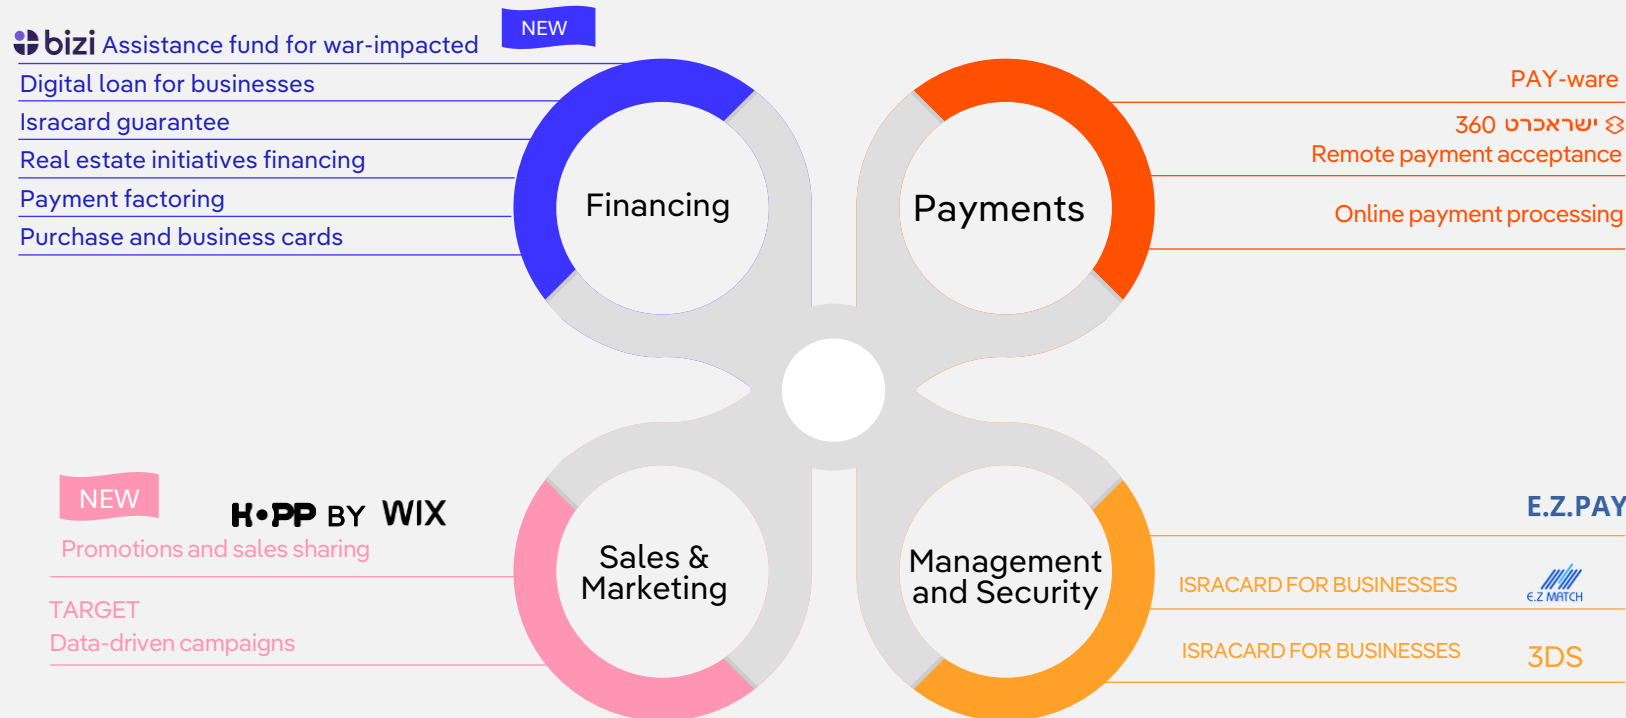 NEW
bizi Assistance fund for war-impacted
Digital loan for businesses
Isracard guarantee
Real estate initiatives financing
Payment factoring
Purchase and business cards
Financing
Payments
PAY-ware
ישראכרט 360
Remote payment acceptance
Online payment processing
NEW
HOPP BY WIX
Promotions and sales sharing
TARGET
Data-driven campaigns
Sales &
Marketing
Management
and Security
E.Z.PAY
ISRACARD FOR BUSINESSES E.Z MATCH
ISRACARD FOR BUSINESSES 3DS